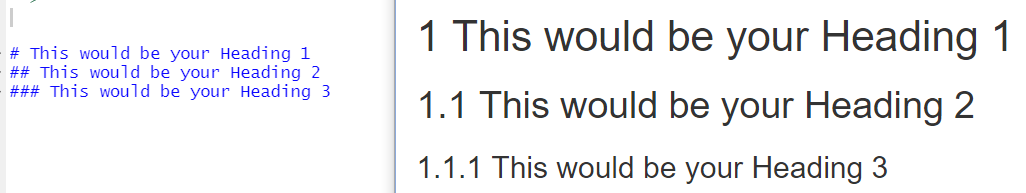 # This would be your Heading 1
## This would be your Heading 2
### This would be your Heading 3
1 This would be your Heading 1
1.1 This would be your Heading 2
1.1.1 This would be your Heading 3